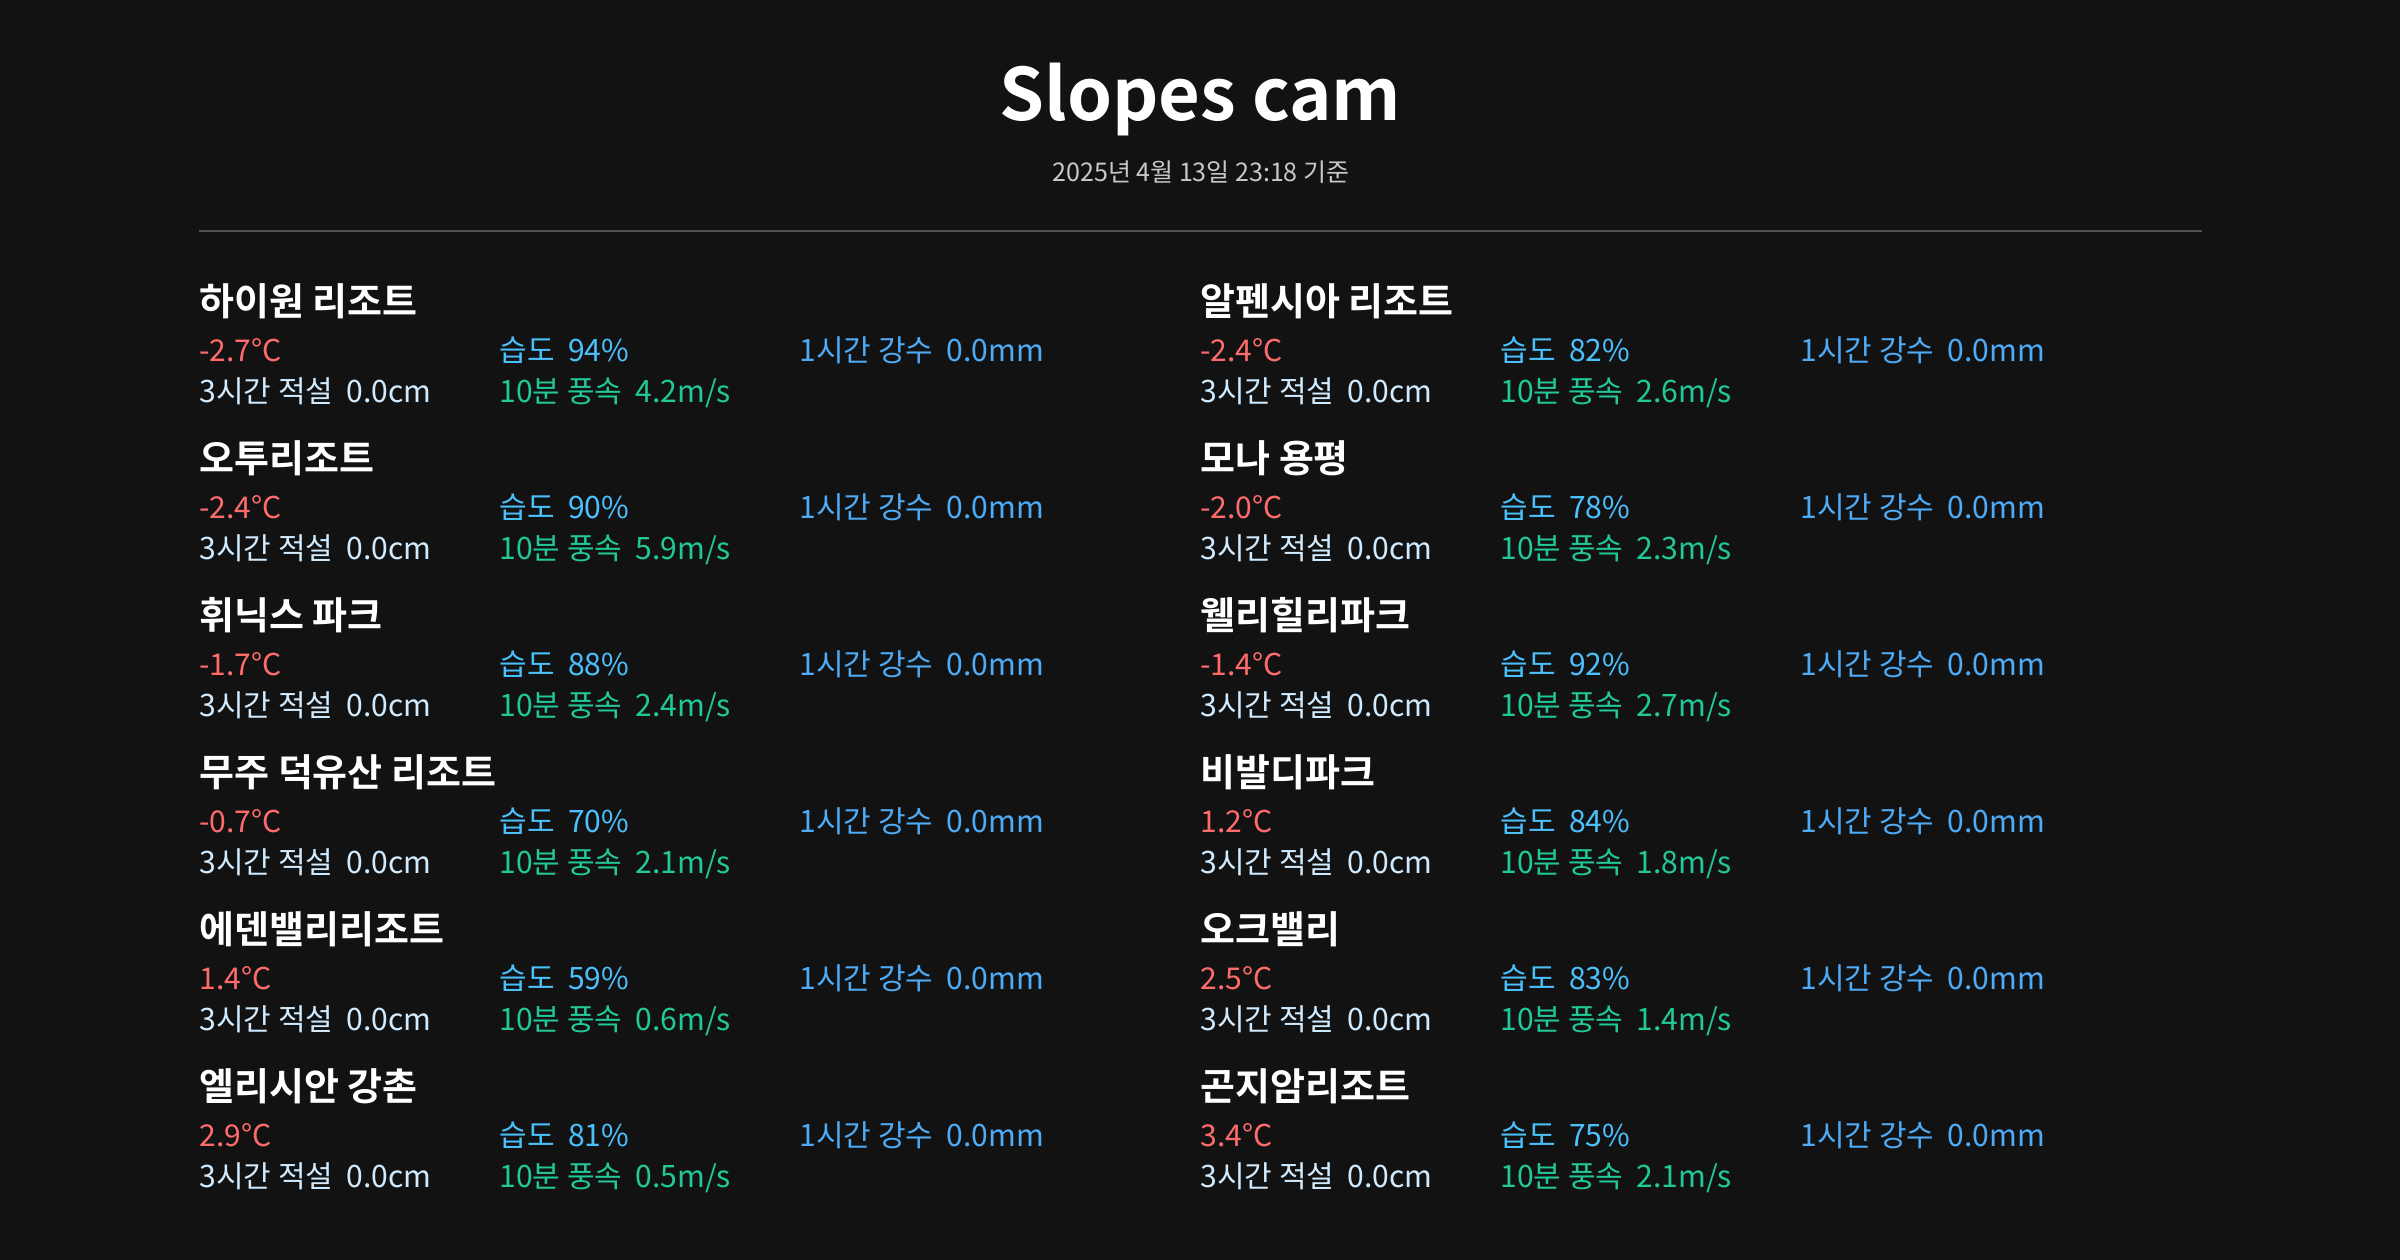 Slopes cam
2025년 4월 13일 23:18 기준
하이원 리조트
-2.7°C 습도 94% 1시간 강수 0.0mm
3시간 적설 0.0cm 10분 풍속 4.2m/s
알펜시아 리조트
-2.4°C 습도 82% 1시간 강수 0.0mm
3시간 적설 0.0cm 10분 풍속 2.6m/s
오투리조트
-2.4°C 습도 90% 1시간 강수 0.0mm
3시간 적설 0.0cm 10분 풍속 5.9m/s
모나 용평
-2.0°C 습도 78% 1시간 강수 0.0mm
3시간 적설 0.0cm 10분 풍속 2.3m/s
휘닉스 파크
-1.7°C 습도 88% 1시간 강수 0.0mm
3시간 적설 0.0cm 10분 풍속 2.4m/s
웰리힐리파크
-1.4°C 습도 92% 1시간 강수 0.0mm
3시간 적설 0.0cm 10분 풍속 2.7m/s
무주 덕유산 리조트
-0.7°C 습도 70% 1시간 강수 0.0mm
3시간 적설 0.0cm 10분 풍속 2.1m/s
비발디파크
1.2°C 습도 84% 1시간 강수 0.0mm
3시간 적설 0.0cm 10분 풍속 1.8m/s
에덴밸리리조트
1.4°C 습도 59% 1시간 강수 0.0mm
3시간 적설 0.0cm 10분 풍속 0.6m/s
오크밸리
2.5°C 습도 83% 1시간 강수 0.0mm
3시간 적설 0.0cm 10분 풍속 1.4m/s
엘리시안 강촌
2.9°C 습도 81% 1시간 강수 0.0mm
3시간 적설 0.0cm 10분 풍속 0.5m/s
곤지암리조트
3.4°C 습도 75% 1시간 강수 0.0mm
3시간 적설 0.0cm 10분 풍속 2.1m/s